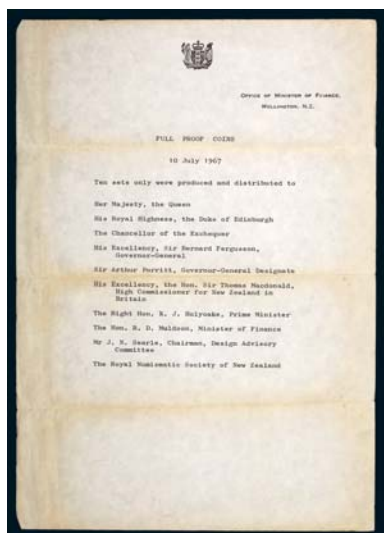 OFFICE OF MINISTER OF FINANCE,
WELLINGTON, N.Z.
FULL PROOF COINS
10 July 1967
Ten sets only were produced and distributed to
Her Majesty, the Queen
His Royal Highness, the Duke of Edinburgh
The Chancellor of the Exchequer
His Excellency, Sir Bernard Fergusson,
Governor-General
Sir Arthur Porritt, Governor-General Designate
His Excellency, the Hon. Sir Thomas Macdonald,
High Commissioner for New Zealand in
Britain
The Right Hon. K. J. Holyoake, Prime Minister
The Hon. R. D. Muldoon, Minister of Finance
Mr J. N. Searle, Chairman, Design Advisory
Committee
The Royal Numismatic Society of New Zealand